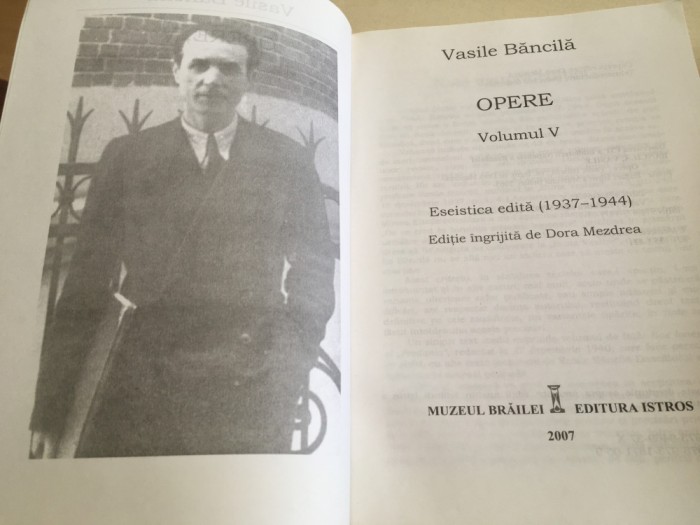 Vasile Băncilă
OPERE
Volumul V
Eseistica edită (1937–1944)
Ediție îngrijită de Dora Mezdrea
MUZEUL BRĂILEI EDITURA ISTROS
2007